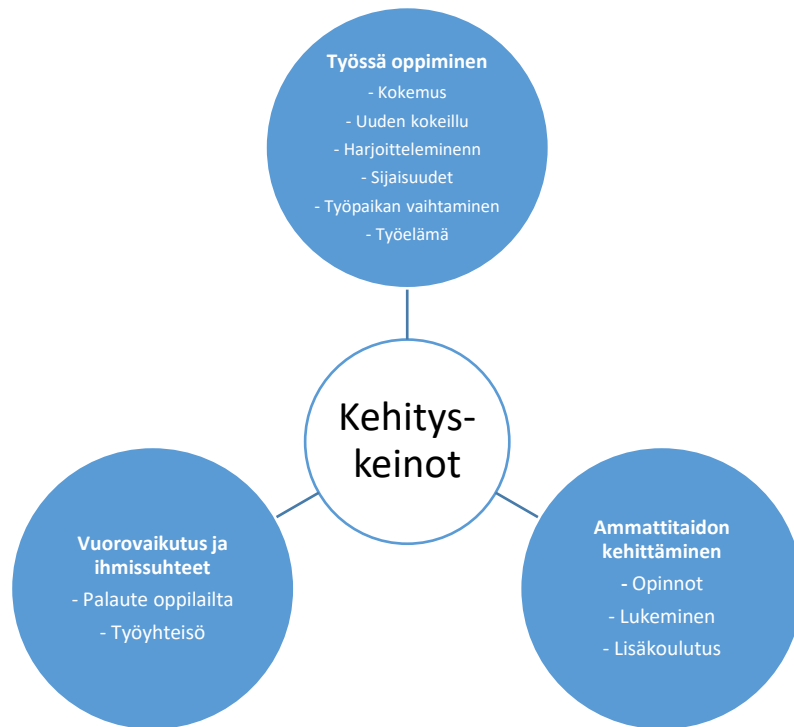 Työssä oppiminen
- Kokemus
- Uuden kokeillu
- Harjoitteleminenn
- Sijaisuudet
- Työpaikan vaihtaminen
- Työelämä
Kehitys-
keinot
Vuorovaikutus ja
ihmissuhteet
- Palaute oppilailta
- Työyhteisö
Ammattitaidon
kehittäminen
- Opinnot
- Lukeminen
- Lisäkoulutus